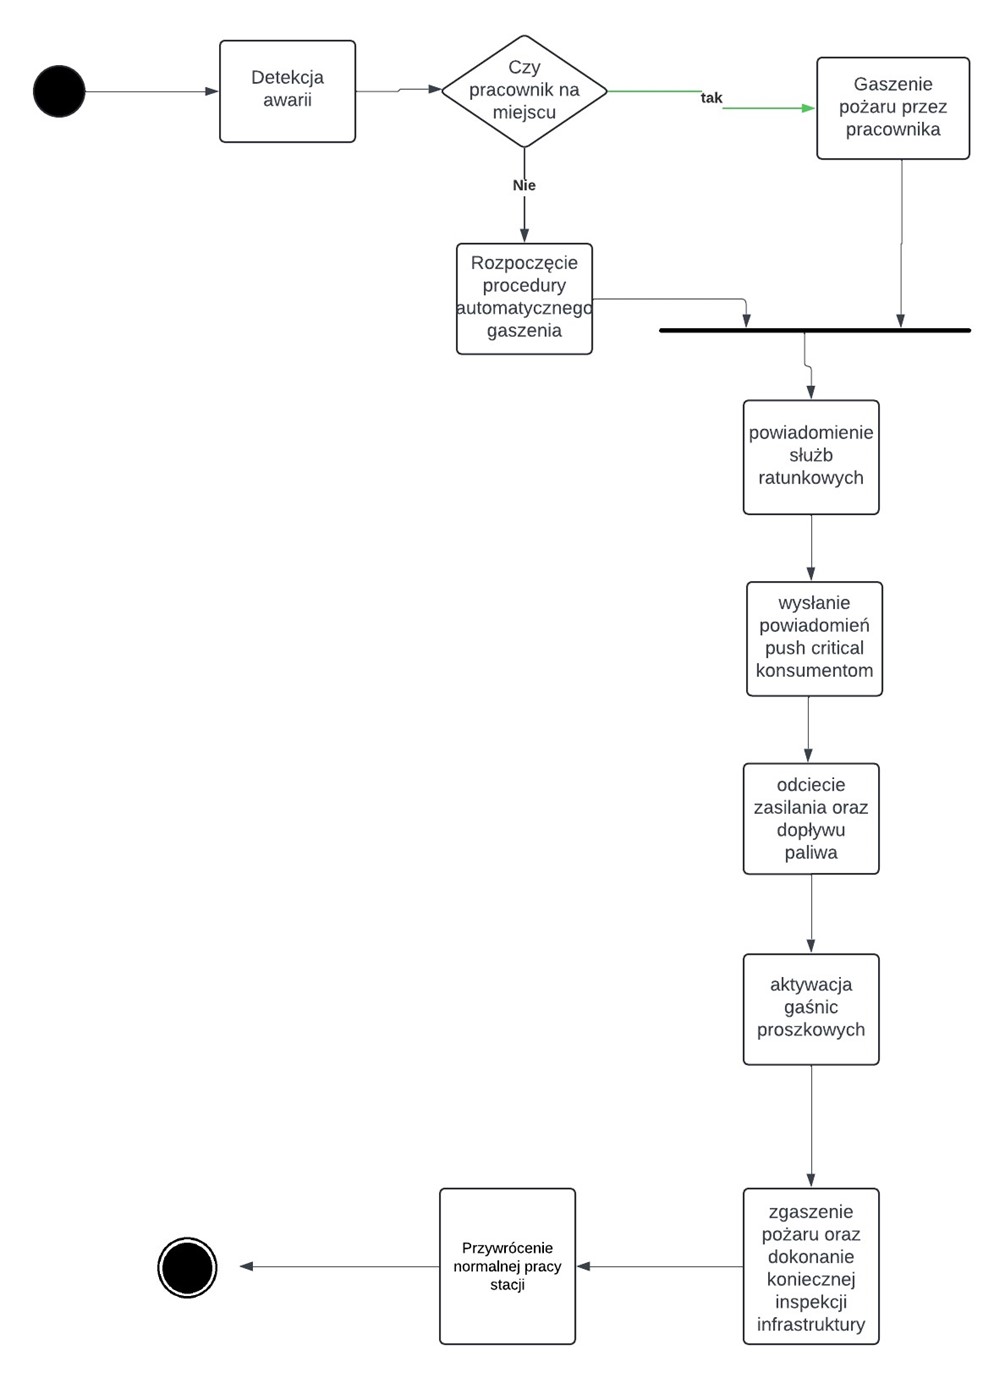 Detekcja
awarii
Czy
pracownik na
miejscu
tak
Gaszenie
pożaru przez
pracownika
Nie
Rozpoczęcie
procedury
automatycznego
gaszenia
powiadomienie
służb
ratunkowych
wysłanie
powiadomień
push critical
konsumentom
odciecie
zasilania oraz
dopływu
paliwa
aktywacja
gaśnic
proszkowych
zgaszenie
pożaru oraz
dokonanie
koniecznej
inspekcji
infrastruktury
Przywrócenie
normalnej pracy
stacji